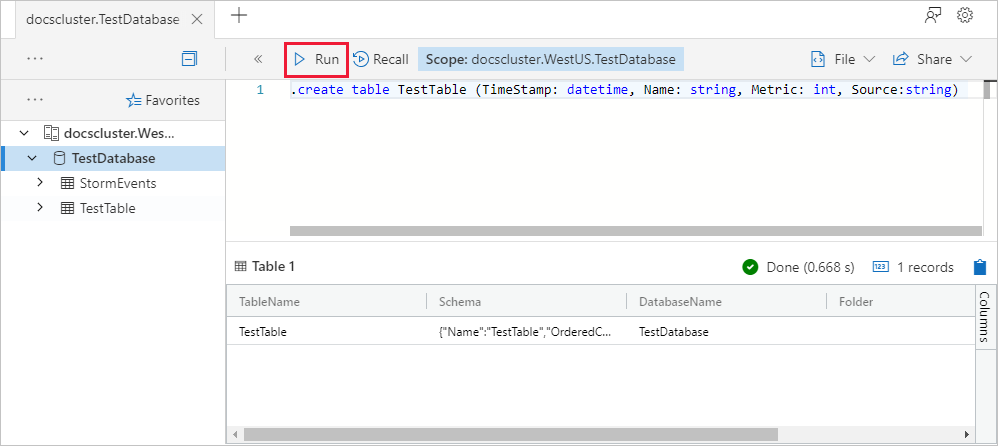 docscluster.TestDatabase
Run Recall Scope: docscluster.WestUS.TestDatabase File Share
Favorites
docscluster.Wes...
TestDatabase
StormEvents
TestTable
1 .create table TestTable (TimeStamp: datetime, Name: string, Metric: int, Source:string)
Table 1 Done (0.668 s) 1 records
TableName Schema DatabaseName Folder
TestTable {"Name":"TestTable","OrderedC... TestDatabase
Columns